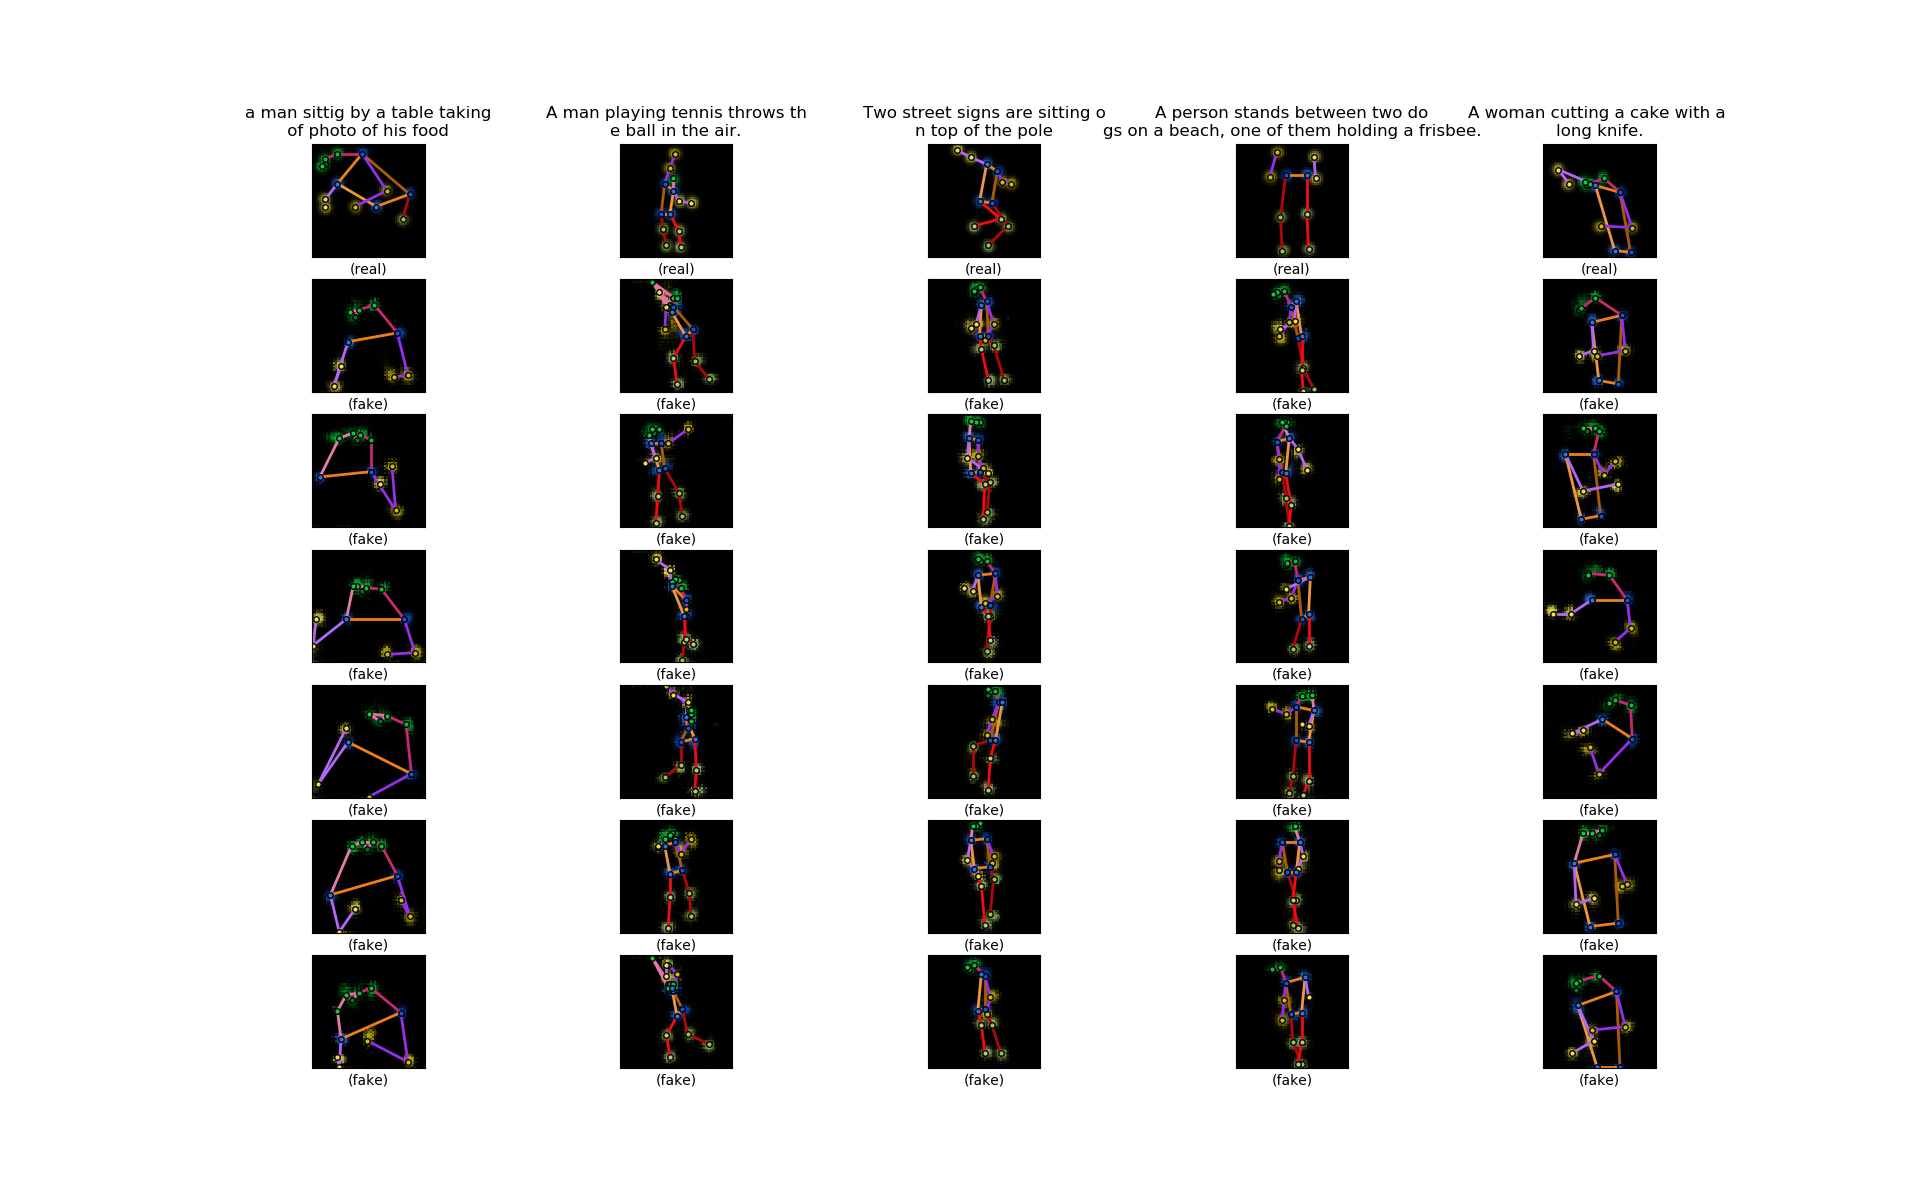 a man sittig by a table taking
of photo of his food
A man playing tennis throws th
e ball in the air.
Two street signs are sitting o
n top of the pole
A person stands between two do
gs on a beach, one of them holding a frisbee.
A woman cutting a cake with a
long knife.
(real) (real) (real) (real) (real)
(fake) (fake) (fake) (fake) (fake)
(fake) (fake) (fake) (fake) (fake)
(fake) (fake) (fake) (fake) (fake)
(fake) (fake) (fake) (fake) (fake)
(fake) (fake) (fake) (fake) (fake)
(fake) (fake) (fake) (fake) (fake)